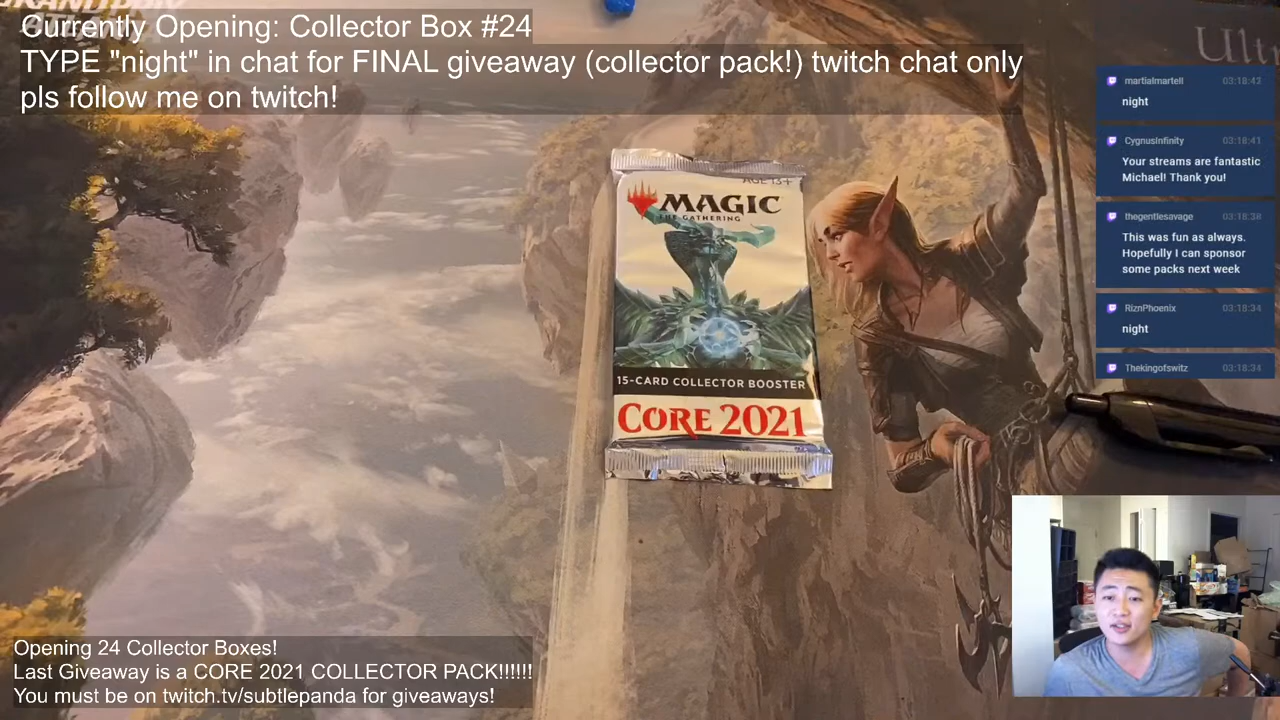 Currently Opening: Collector Box #24
TYPE "night" in chat for FINAL giveaway (collector pack!) twitch chat only
pls follow me on twitch!
Ult
martialmartell 03:18:42
night
CygnusInfinity 03:18:41
Your streams are fantastic
Michael! Thank you!
thegentlesavage 03:18:38
This was fun as always.
Hopefully I can sponsor
some packs next week
RiznPhoenix 03:18:34
night
Thekingofswitz 03:18:34
AGE 13+
MAGIC
THE GATHERING
15-CARD COLLECTOR BOOSTER
CORE 2021
Opening 24 Collector Boxes!
Last Giveaway is a CORE 2021 COLLECTOR PACK!!!!!!
You must be on twitch.tv/subtlepanda for giveaways!